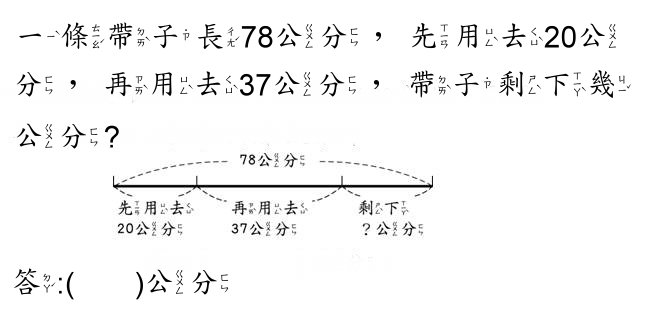 一條帶子長78公分，先用去20公
分，再用去37公分，帶子剩下幾
公分？
78公分
先用去 再用去 剩下
20公分 37公分 ？公分
答:( )公分